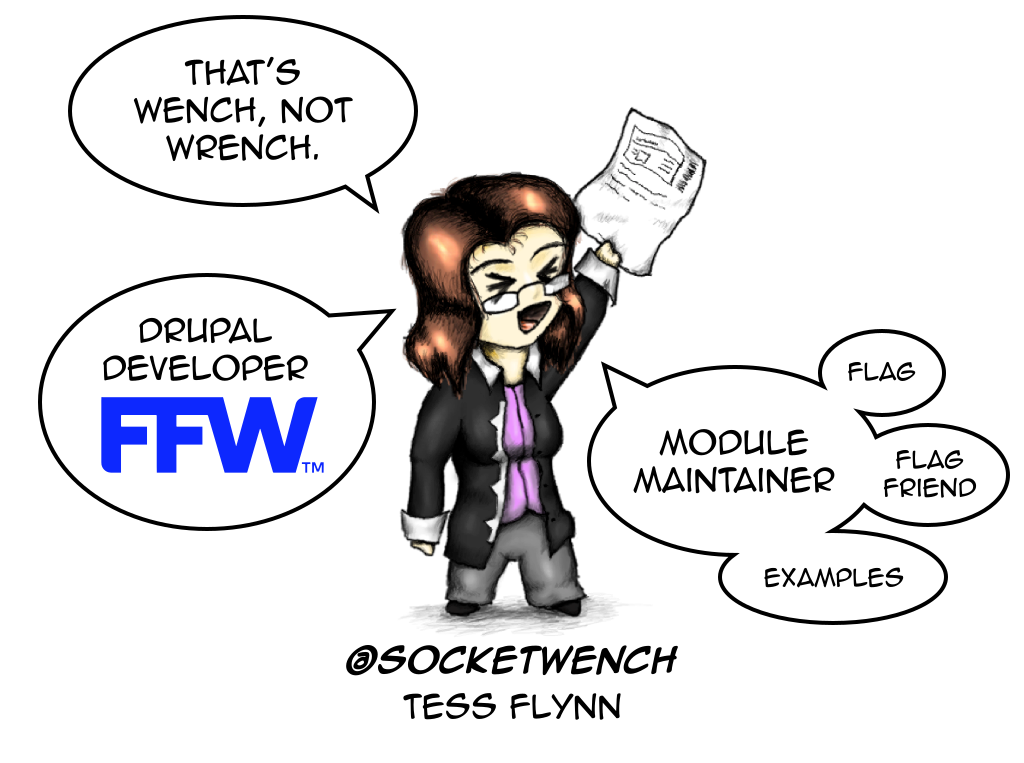 THAT'S
WENCH, NOT
WRENCH.
DRUPAL
DEVELOPER
FFW™
MODULE
MAINTAINER
FLAG
FLAG
FRIEND
EXAMPLES
@SOCKETWENCH
TESS FLYNN